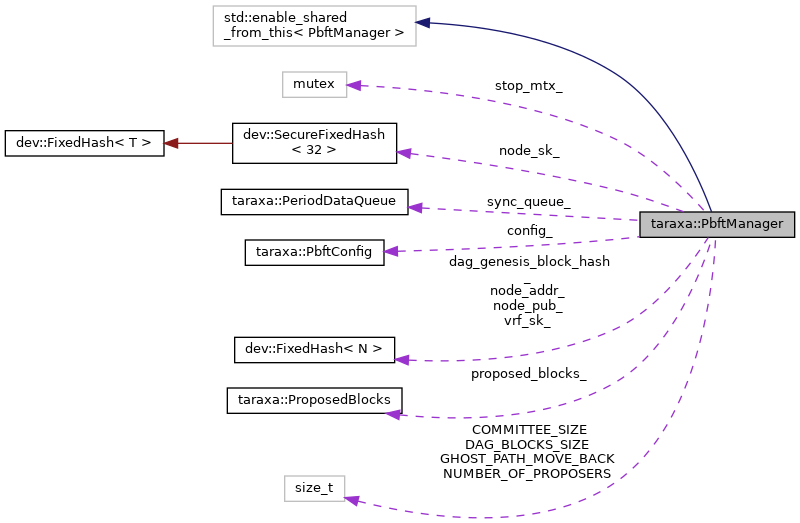 std::enable_shared
_from_this< PbftManager >
mutex
stop_mtx_
dev::FixedHash< T >
dev::SecureFixedHash
< 32 >
node_sk_
taraxa::PeriodDataQueue
sync_queue_
taraxa::PbftManager
config_
taraxa::PbftConfig
dag_genesis_block_hash
_
node_addr_
node_pub_
vrf_sk_
dev::FixedHash< N >
proposed_blocks_
taraxa::ProposedBlocks
COMMITTEE_SIZE
DAG_BLOCKS_SIZE
GHOST_PATH_MOVE_BACK
NUMBER_OF_PROPOSERS
size_t